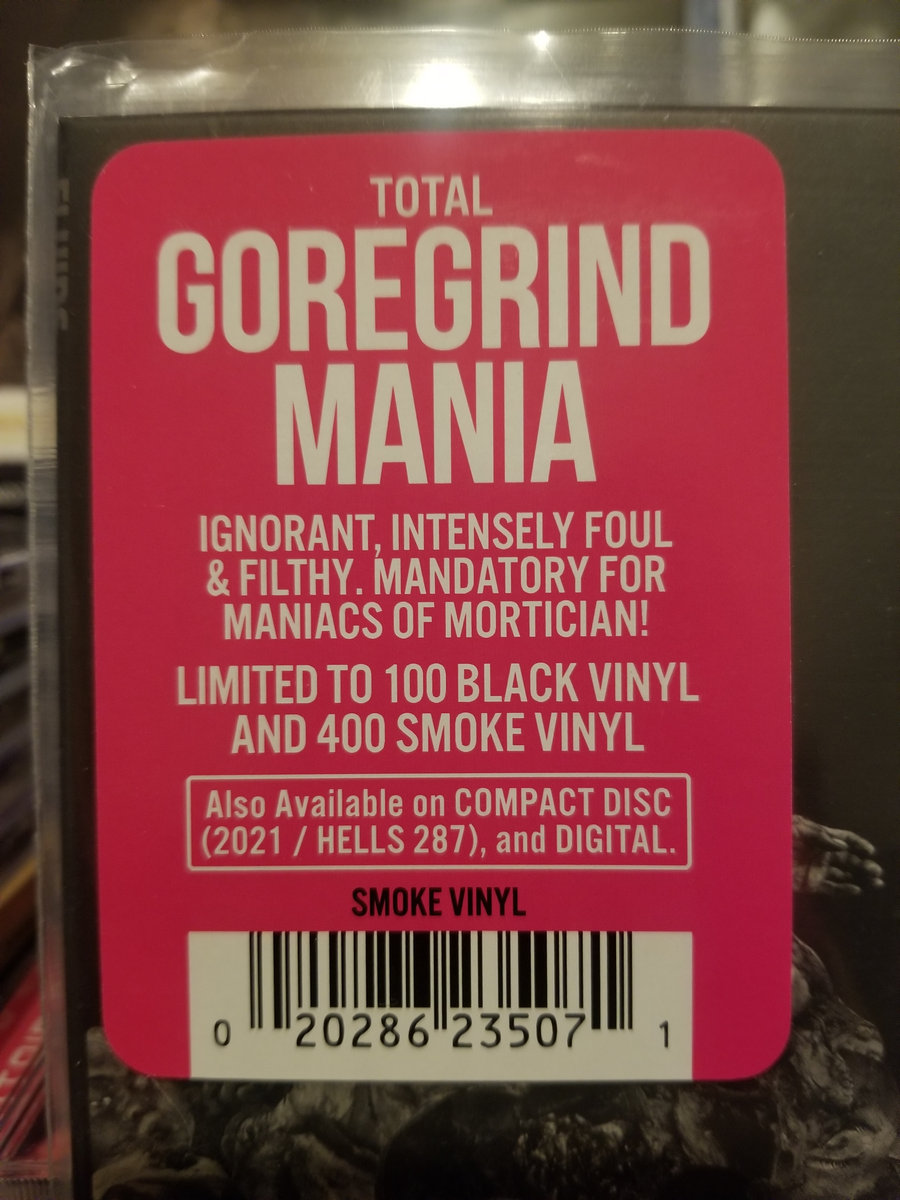 TOTAL
GOREGRIND
MANIA
IGNORANT, INTENSELY FOUL
& FILTHY. MANDATORY FOR
MANIACS OF MORTICIAN!
LIMITED TO 100 BLACK VINYL
AND 400 SMOKE VINYL
Also Available on COMPACT DISC
(2021 / HELLS 287), and DIGITAL.
SMOKE VINYL
0 20286 23507 1